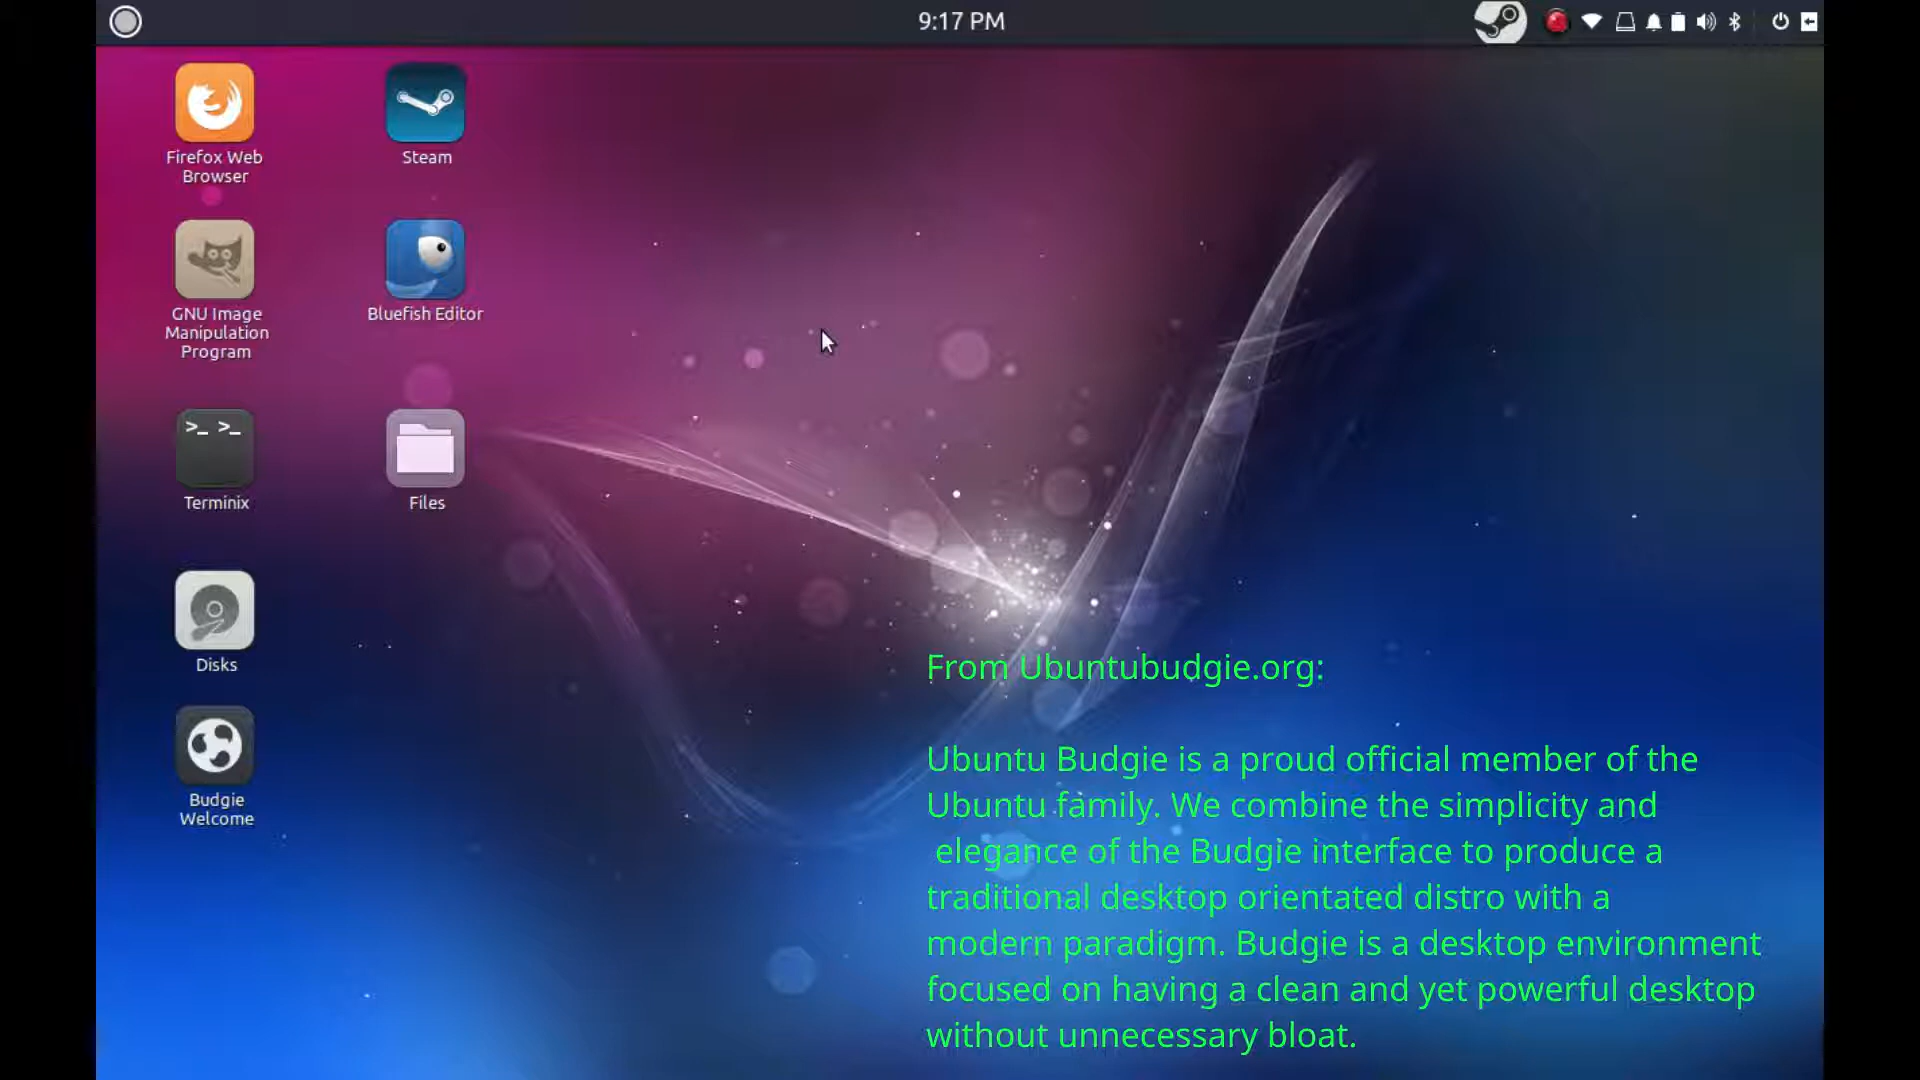 9:17 PM
Firefox Web
Browser
Steam
GNU Image
Manipulation
Program
Bluefish Editor
>_ >_
Terminix
Files
Disks
Budgie
Welcome
From Ubuntubudgie.org:
Ubuntu Budgie is a proud official member of the
Ubuntu family. We combine the simplicity and
elegance of the Budgie interface to produce a
traditional desktop orientated distro with a
modern paradigm. Budgie is a desktop environment
focused on having a clean and yet powerful desktop
without unnecessary bloat.